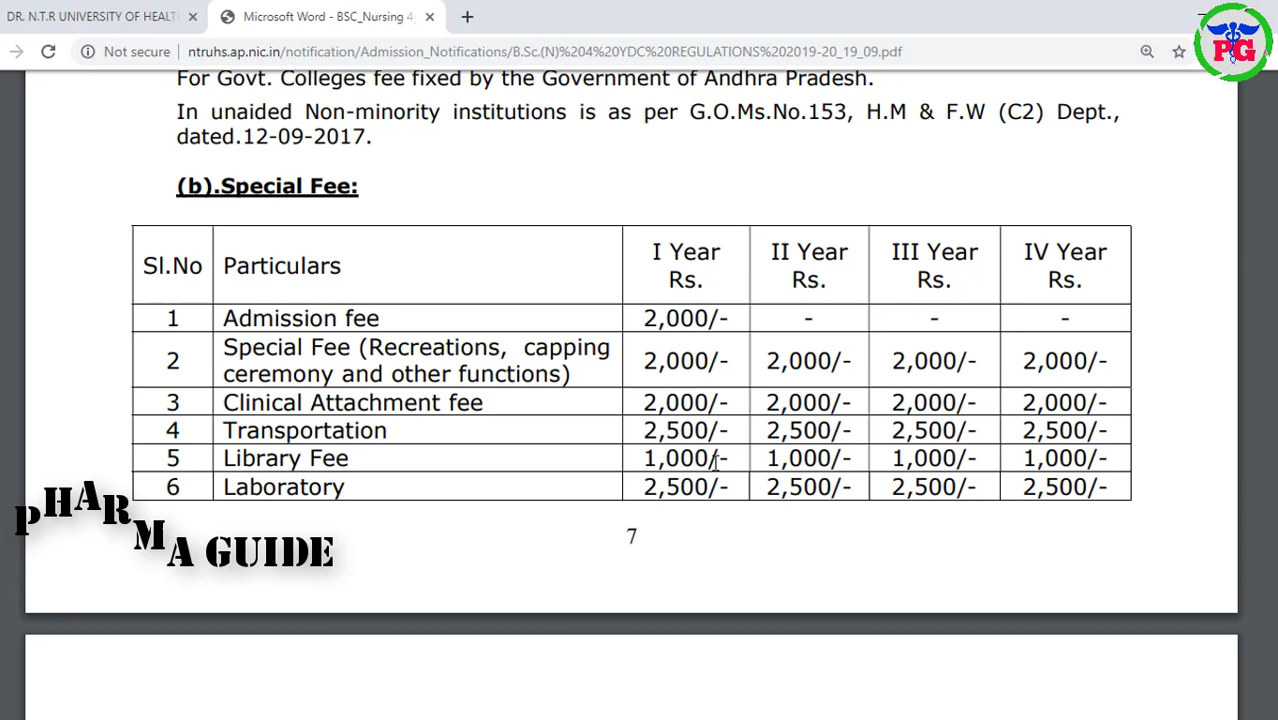 DR. N.T.R UNIVERSITY OF HEALT
Microsoft Word - BSC_Nursing 4
PG
Not secure | ntruhs.ap.nic.in/notification/Admission_Notifications/B.Sc.(N)%204%20YDC%20REGULATIONS%202019-20_19_09.pdf
For Govt. Colleges fee fixed by the Government of Andhra Pradesh.
In unaided Non-minority institutions is as per G.O.Ms.No.153, H.M & F.W (C2) Dept.,
dated.12-09-2017.
(b).Special Fee:
Sl.No Particulars I Year Rs. II Year Rs. III Year Rs. IV Year Rs.
1 Admission fee 2,000/- - - -
2 Special Fee (Recreations, capping ceremony and other functions) 2,000/- 2,000/- 2,000/- 2,000/-
3 Clinical Attachment fee 2,000/- 2,000/- 2,000/- 2,000/-
4 Transportation 2,500/- 2,500/- 2,500/- 2,500/-
5 Library Fee 1,000/- 1,000/- 1,000/- 1,000/-
6 Laboratory 2,500/- 2,500/- 2,500/- 2,500/-
PHARMA GUIDE
7